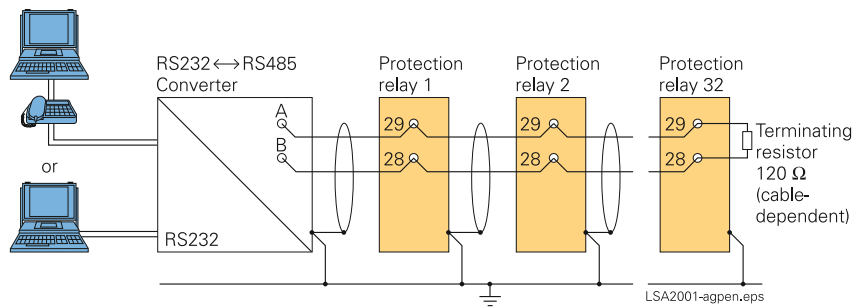 RS232↔RS485
Converter
Protection
relay 1
Protection
relay 2
Protection
relay 32
A
B
29
28
29
28
29
28
or
RS232
Terminating
resistor
120 Ω
(cable-
dependent)
LSA2001-agpen.eps